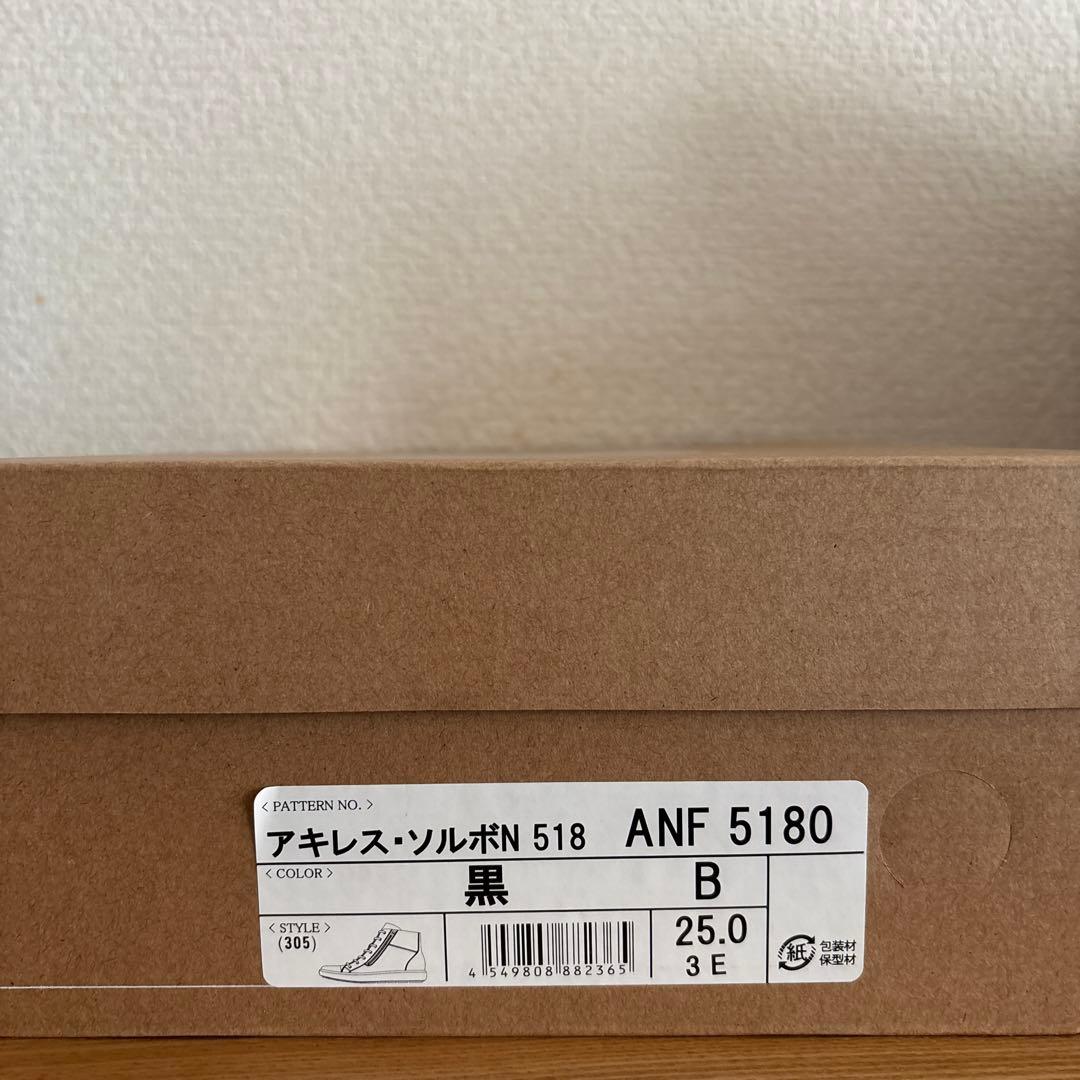 < PATTERN NO. >
アキレス・ソルボN 518 ANF 5180
< COLOR >
黒 B
< STYLE >
(305)
4 549808 882365
25.0
3 E
紙
包装材
保型材